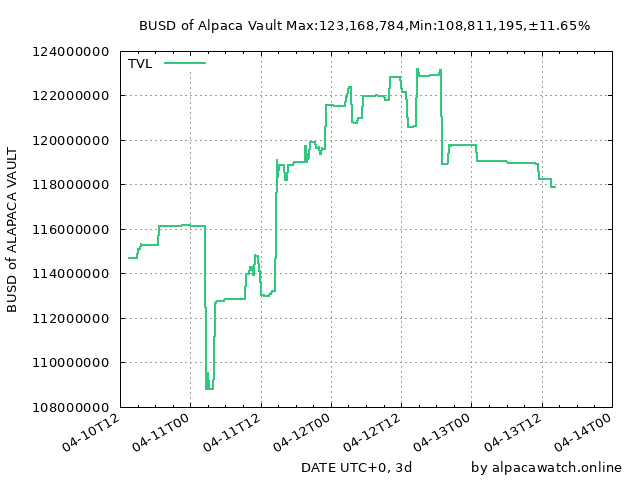 BUSD of Alpaca Vault Max:123,168,784,Min:108,811,195,±11.65%
TVL
124000000
122000000
120000000
118000000
116000000
114000000
112000000
110000000
108000000
BUSD of ALAPACA VAULT
04-10T12
04-11T00
04-11T12
04-12T00
04-12T12
04-13T00
04-13T12
04-14T00
DATE UTC+0, 3d
by alpacawatch.online